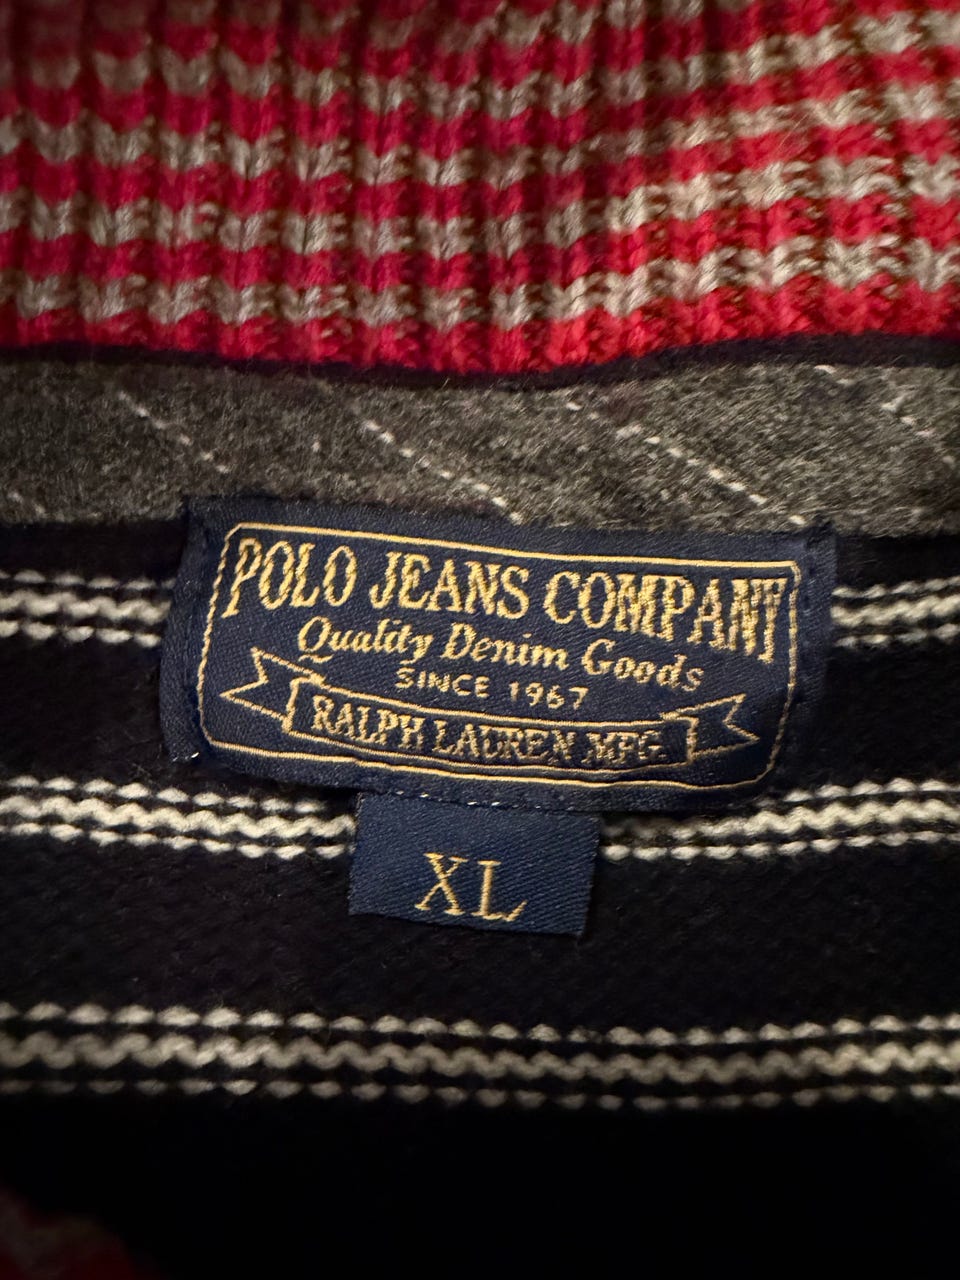 POLO JEANS COMPANY
Quality Denim Goods
SINCE 1967
RALPH LAUREN MFG.
XL